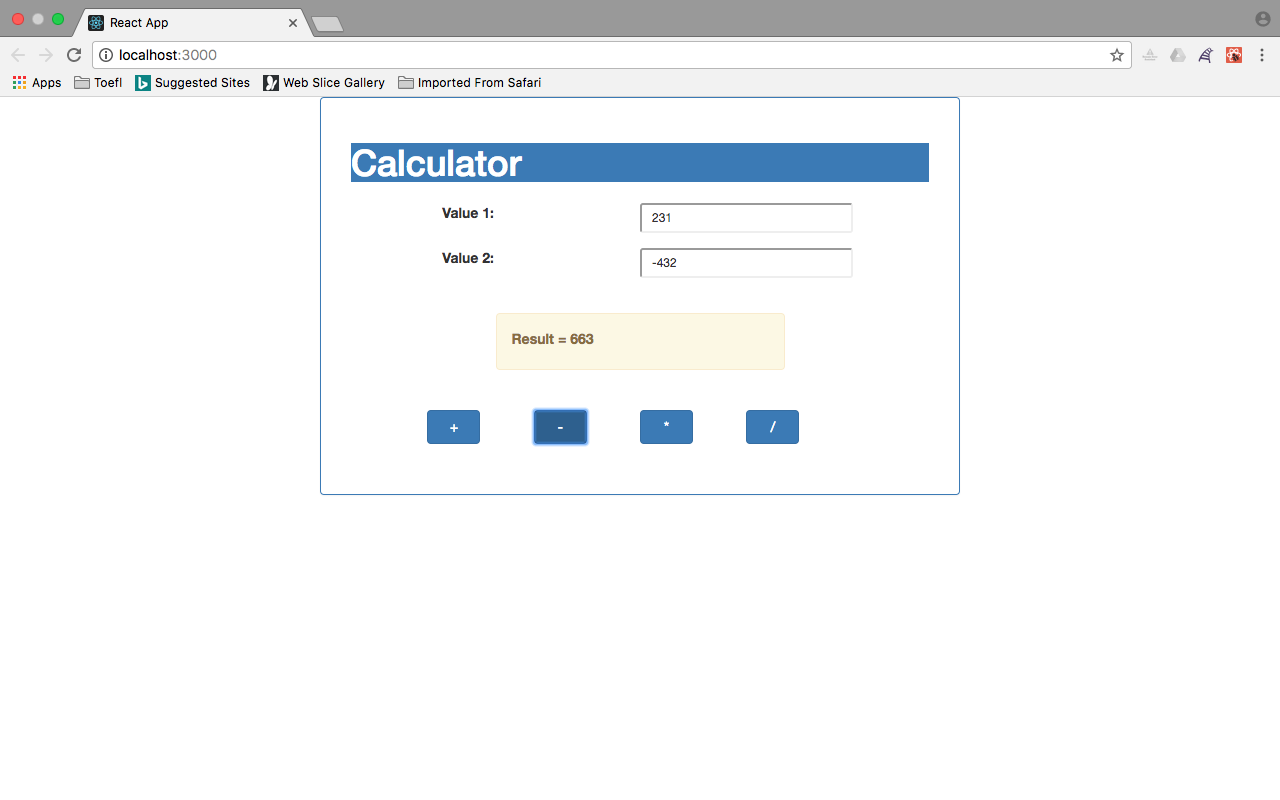 React App
localhost:3000
Apps Toefl Suggested Sites Web Slice Gallery Imported From Safari
Calculator
Value 1: 231
Value 2: -432
Result = 663
+ - * /